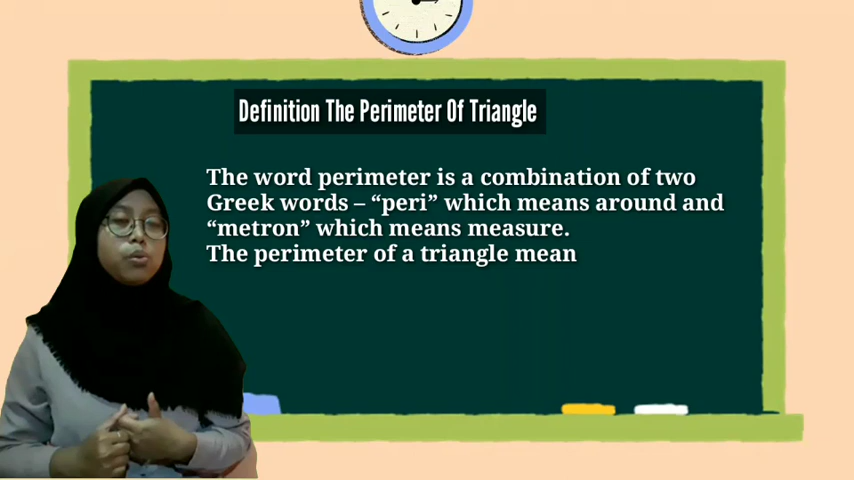 Definition The Perimeter Of Triangle
The word perimeter is a combination of two
Greek words – “peri” which means around and
“metron” which means measure.
The perimeter of a triangle mean